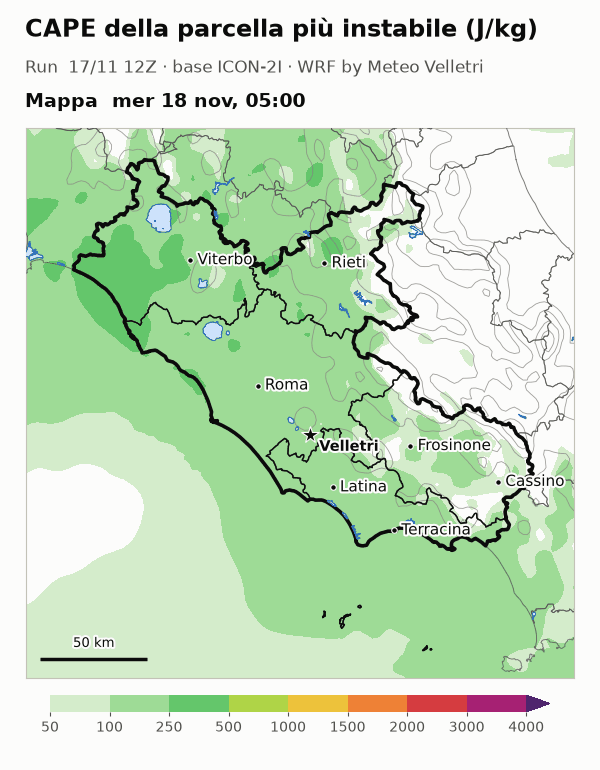 CAPE della parcella più instabile (J/kg)
Run  17/11 12Z · base ICON-2I · WRF by Meteo Velletri
Mappa  mer 18 nov, 05:00
Viterbo
Rieti
Roma
Velletri
Frosinone
Cassino
Latina
Terracina
50 km
50 100 250 500 1000 1500 2000 3000 4000